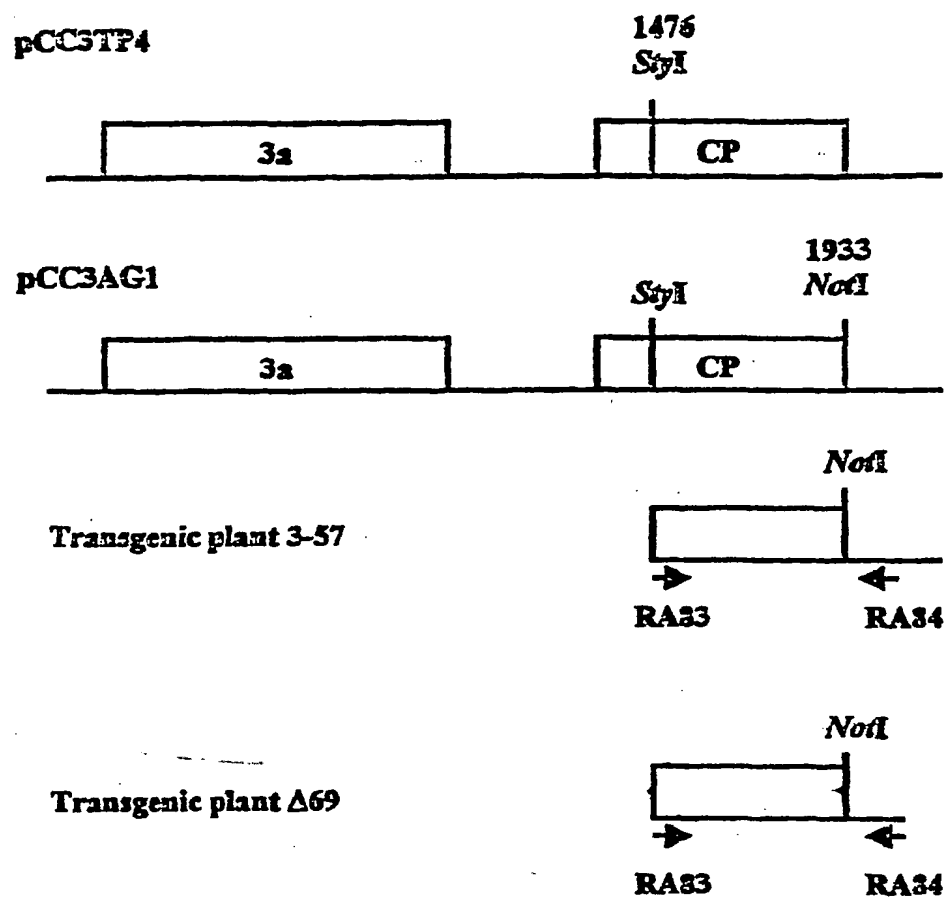 pCC3TP4
1476
StyI
3a
CP
pCC3AG1
1933
StyI
NotI
3a
CP
NotI
Transgenic plant 3-57
RA83
RA84
NotI
Transgenic plant Δ69
RA83
RA84